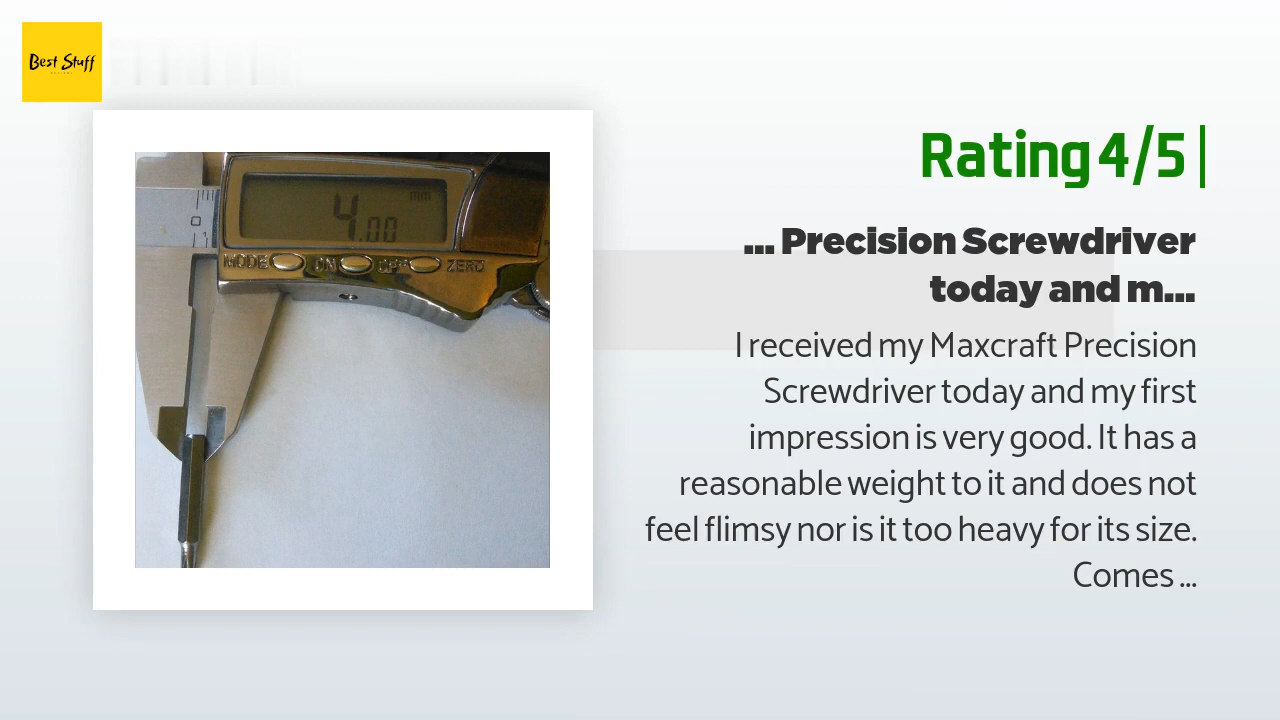 Best Stuff
Rating 4/5
... Precision Screwdriver
today and m...
I received my Maxcraft Precision
Screwdriver today and my first
impression is very good. It has a
reasonable weight to it and does not
feel flimsy nor is it too heavy for its size.
Comes ...
mm
4.00
0
MODE ON OFF ZERO